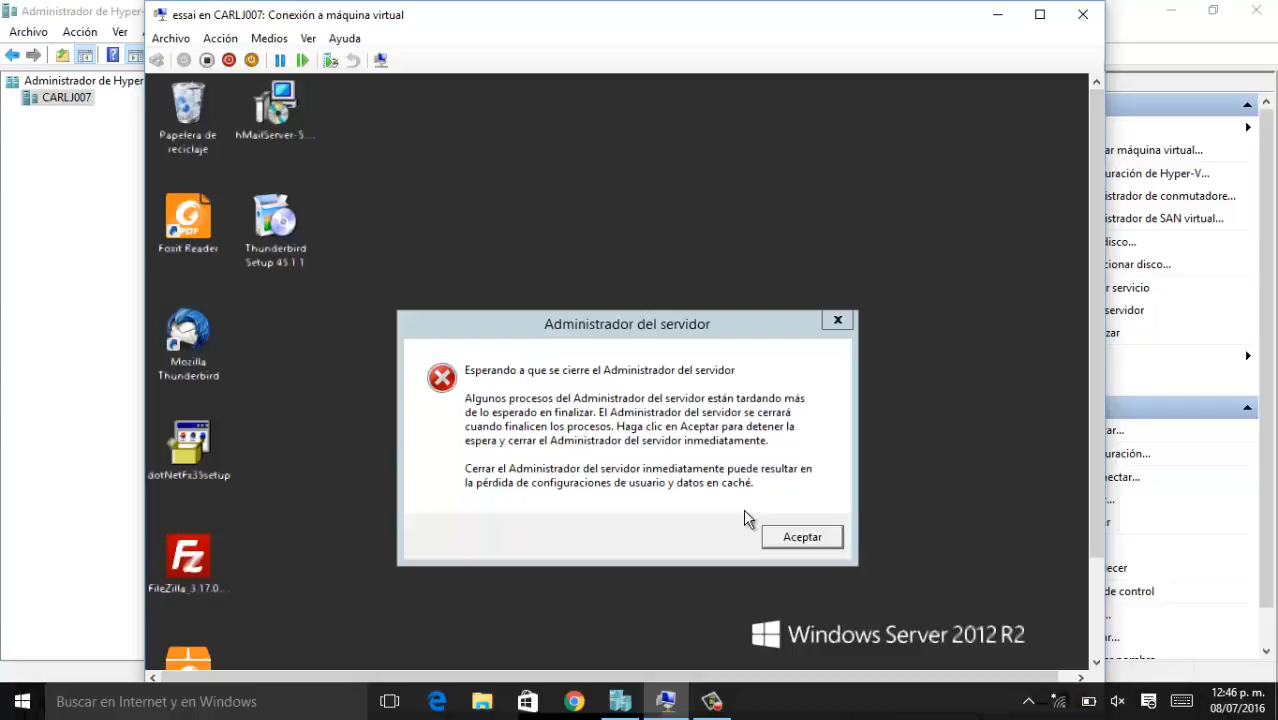 Administrador de Hyper-
Archivo Acción Ver
Administrador de Hyper
CARLJ007
essai en CARLJ007: Conexión a máquina virtual
Archivo Acción Medios Ver Ayuda
Papelera de
reciclaje
hMailServer-5....
Foxit Reader
Thunderbird
Setup 45.1.1
Mozilla
Thunderbird
dotNetFx35setup
FileZilla_3.17.0...
Administrador del servidor
Esperando a que se cierre el Administrador del servidor
Algunos procesos del Administrador del servidor están tardando más
de lo esperado en finalizar. El Administrador del servidor se cerrará
cuando finalicen los procesos. Haga clic en Aceptar para detener la
espera y cerrar el Administrador del servidor inmediatamente.
Cerrar el Administrador del servidor inmediatamente puede resultar en
la pérdida de configuraciones de usuario y datos en caché.
Aceptar
Windows Server 2012 R2
ar máquina virtual...
uración de Hyper-V...
istrador de conmutadore...
istrador de SAN virtual...
disco...
cionar disco...
r servicio
servidor
zar
tar...
uración...
nectar...
...
r
ecer
de control
...
ar...
Buscar en Internet y en Windows
12:46 p. m.
08/07/2016